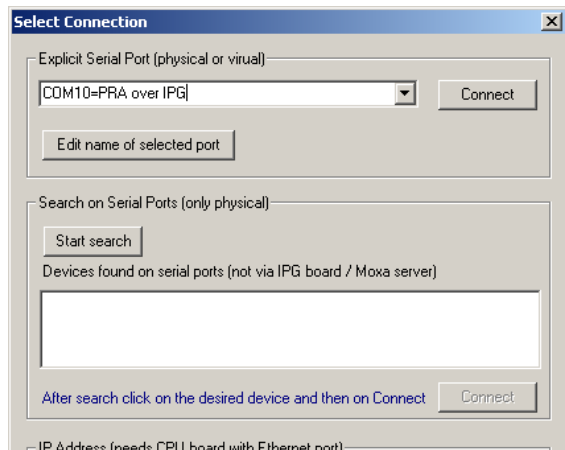 Select Connection
Explicit Serial Port (physical or virual)
COM10=PRA over IPG
Connect
Edit name of selected port
Search on Serial Ports (only physical)
Start search
Devices found on serial ports (not via IPG board / Moxa server)
After search click on the desired device and then on Connect
Connect
IP Address (needs CPU board with Ethernet port)